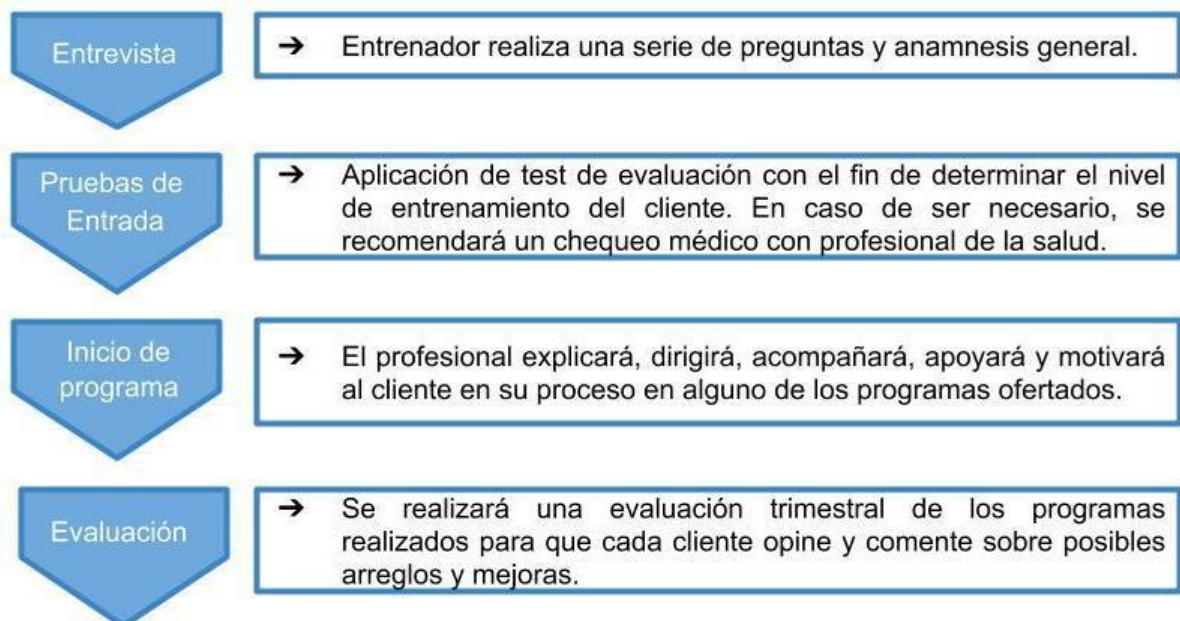 Entrevista
➔ Entrenador realiza una serie de preguntas y anamnesis general.
Pruebas de
Entrada
➔ Aplicación de test de evaluación con el fin de determinar el nivel
de entrenamiento del cliente. En caso de ser necesario, se
recomendará un chequeo médico con profesional de la salud.
Inicio de
programa
➔ El profesional explicará, dirigirá, acompañará, apoyará y motivará
al cliente en su proceso en alguno de los programas ofertados.
Evaluación
➔ Se realizará una evaluación trimestral de los programas
realizados para que cada cliente opine y comente sobre posibles
arreglos y mejoras.